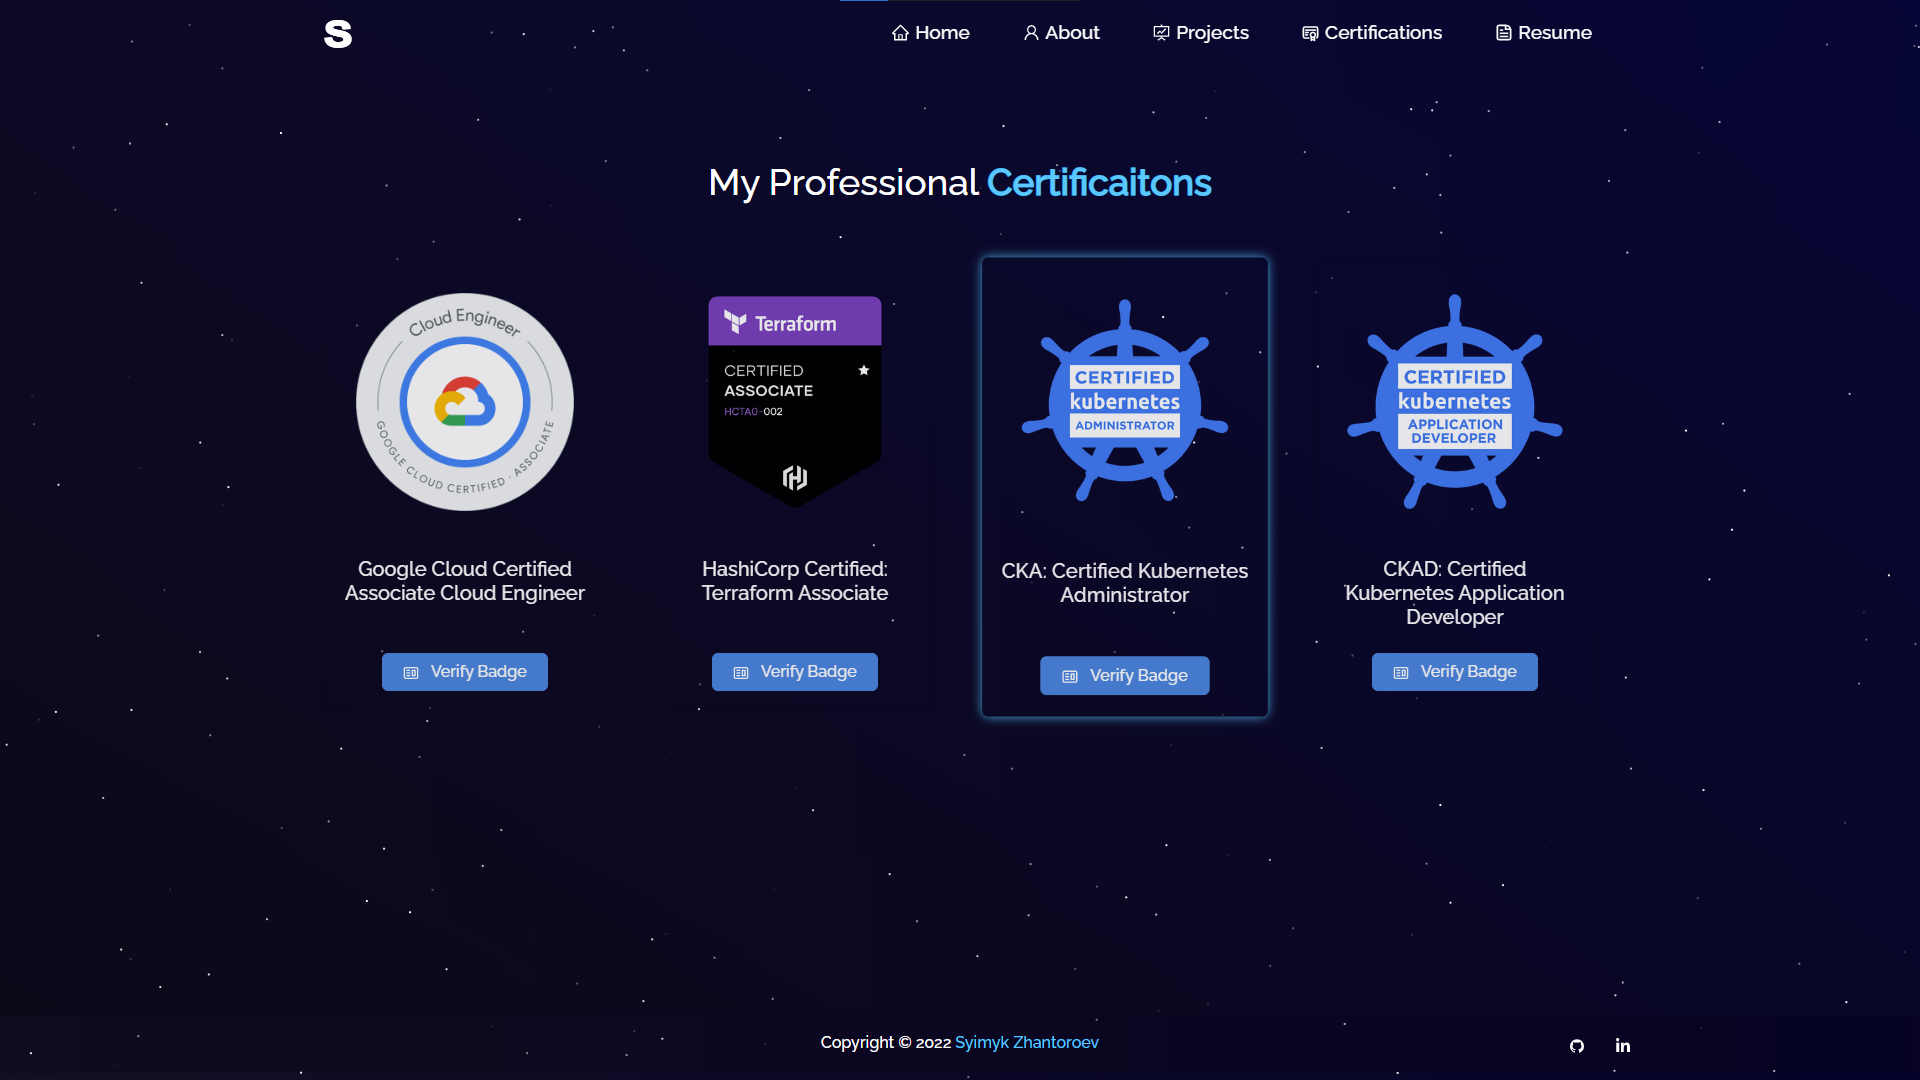 S
Home
About
Projects
Certifications
Resume
My Professional Certificaitons
Cloud Engineer
GOOGLE CLOUD CERTIFIED · ASSOCIATE
Google Cloud Certified
Associate Cloud Engineer
Verify Badge
Terraform
CERTIFIED
ASSOCIATE
HCTA0-002
HashiCorp Certified:
Terraform Associate
Verify Badge
CERTIFIED
kubernetes
ADMINISTRATOR
CKA: Certified Kubernetes
Administrator
Verify Badge
CERTIFIED
kubernetes
APPLICATION
DEVELOPER
CKAD: Certified
Kubernetes Application
Developer
Verify Badge
Copyright © 2022 Syimyk Zhantoroev